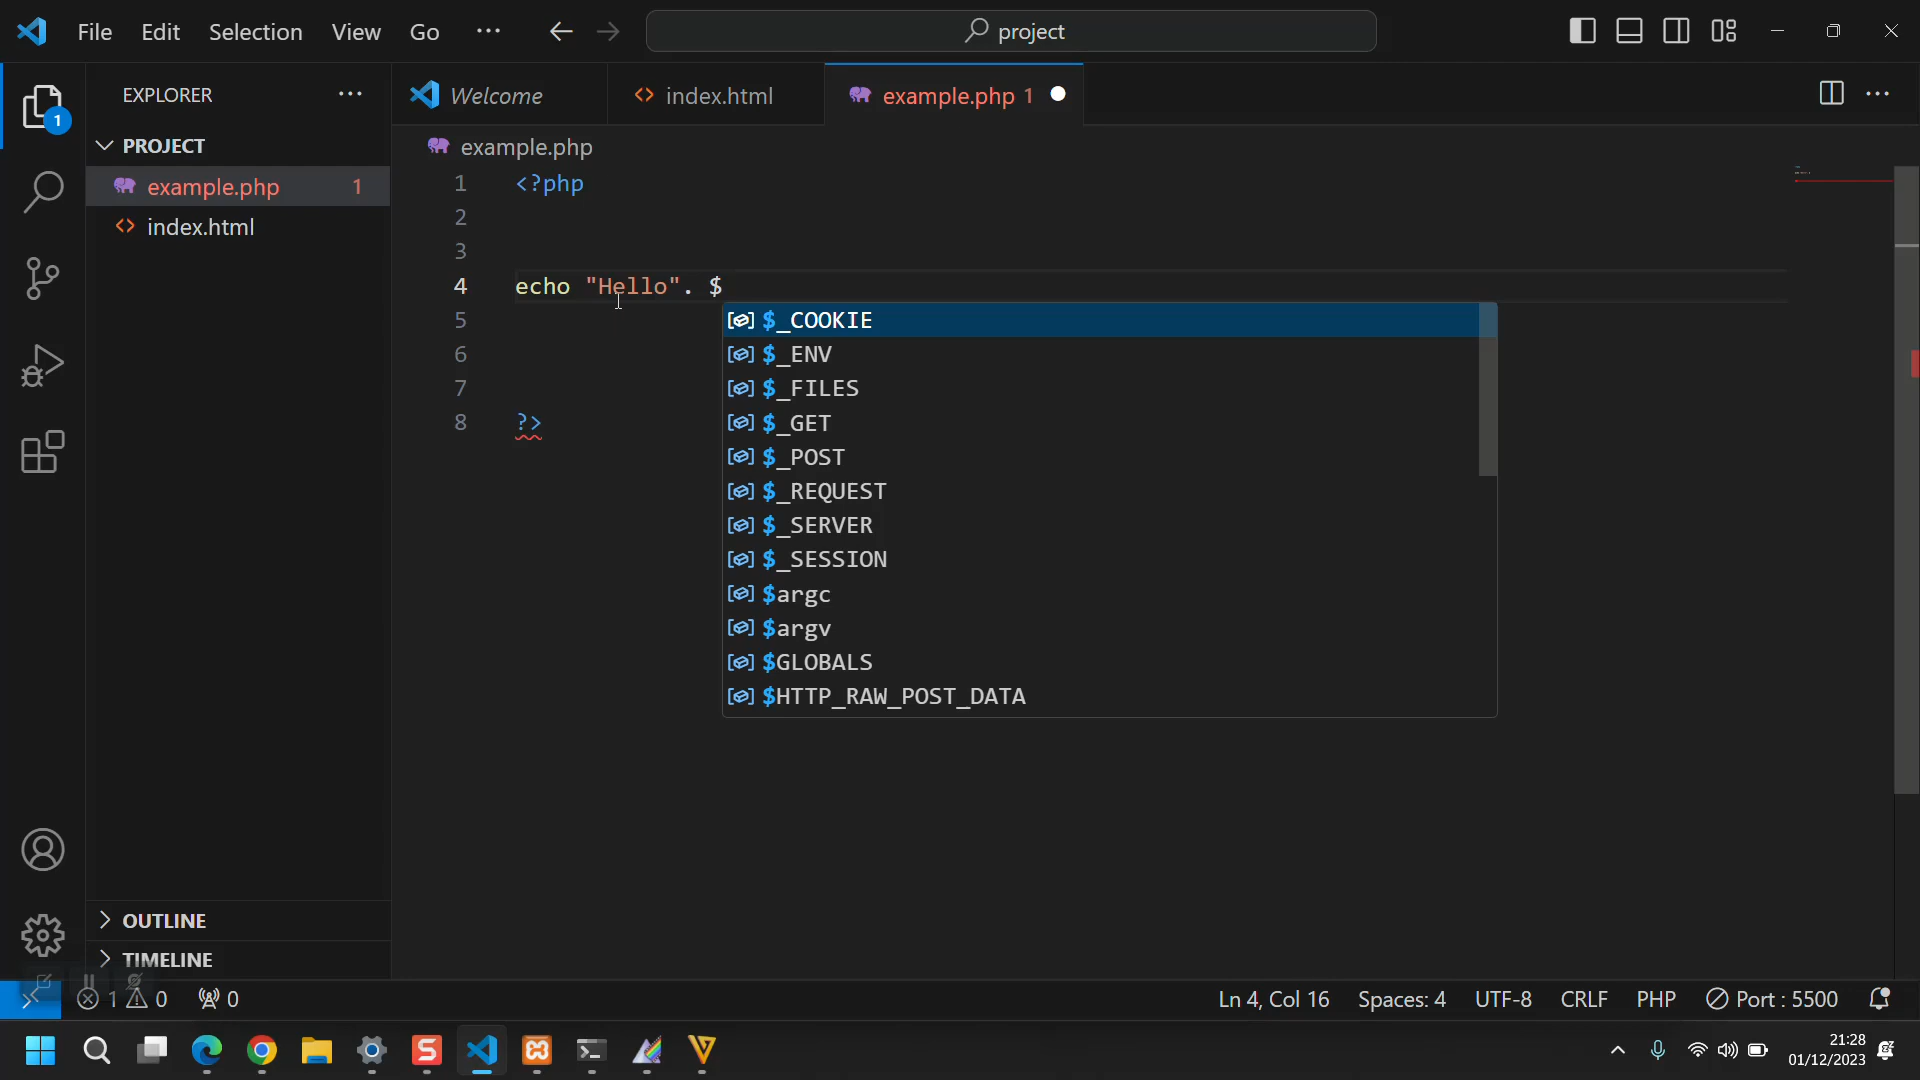 File Edit Selection View Go ··· project
EXPLORER ···
Welcome index.html example.php 1
PROJECT
example.php 1
index.html
example.php
1 <?php
2
3
4 echo "Hello". $
5
6
7
8 ?>
$_COOKIE
$_ENV
$_FILES
$_GET
$_POST
$_REQUEST
$_SERVER
$_SESSION
$argc
$argv
$GLOBALS
$HTTP_RAW_POST_DATA
1
OUTLINE
TIMELINE
1 0 0 Ln 4, Col 16 Spaces: 4 UTF-8 CRLF PHP Port : 5500
21:28
01/12/2023